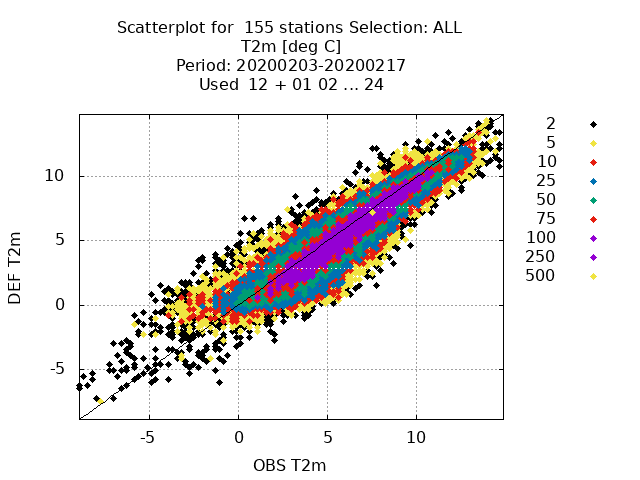 Scatterplot for  155 stations Selection: ALL
T2m [deg C]
Period: 20200203-20200217
Used  12 + 01 02 ... 24
DEF T2m
10
5
0
-5
-5
0
5
10
OBS T2m
2
5
10
25
50
75
100
250
500